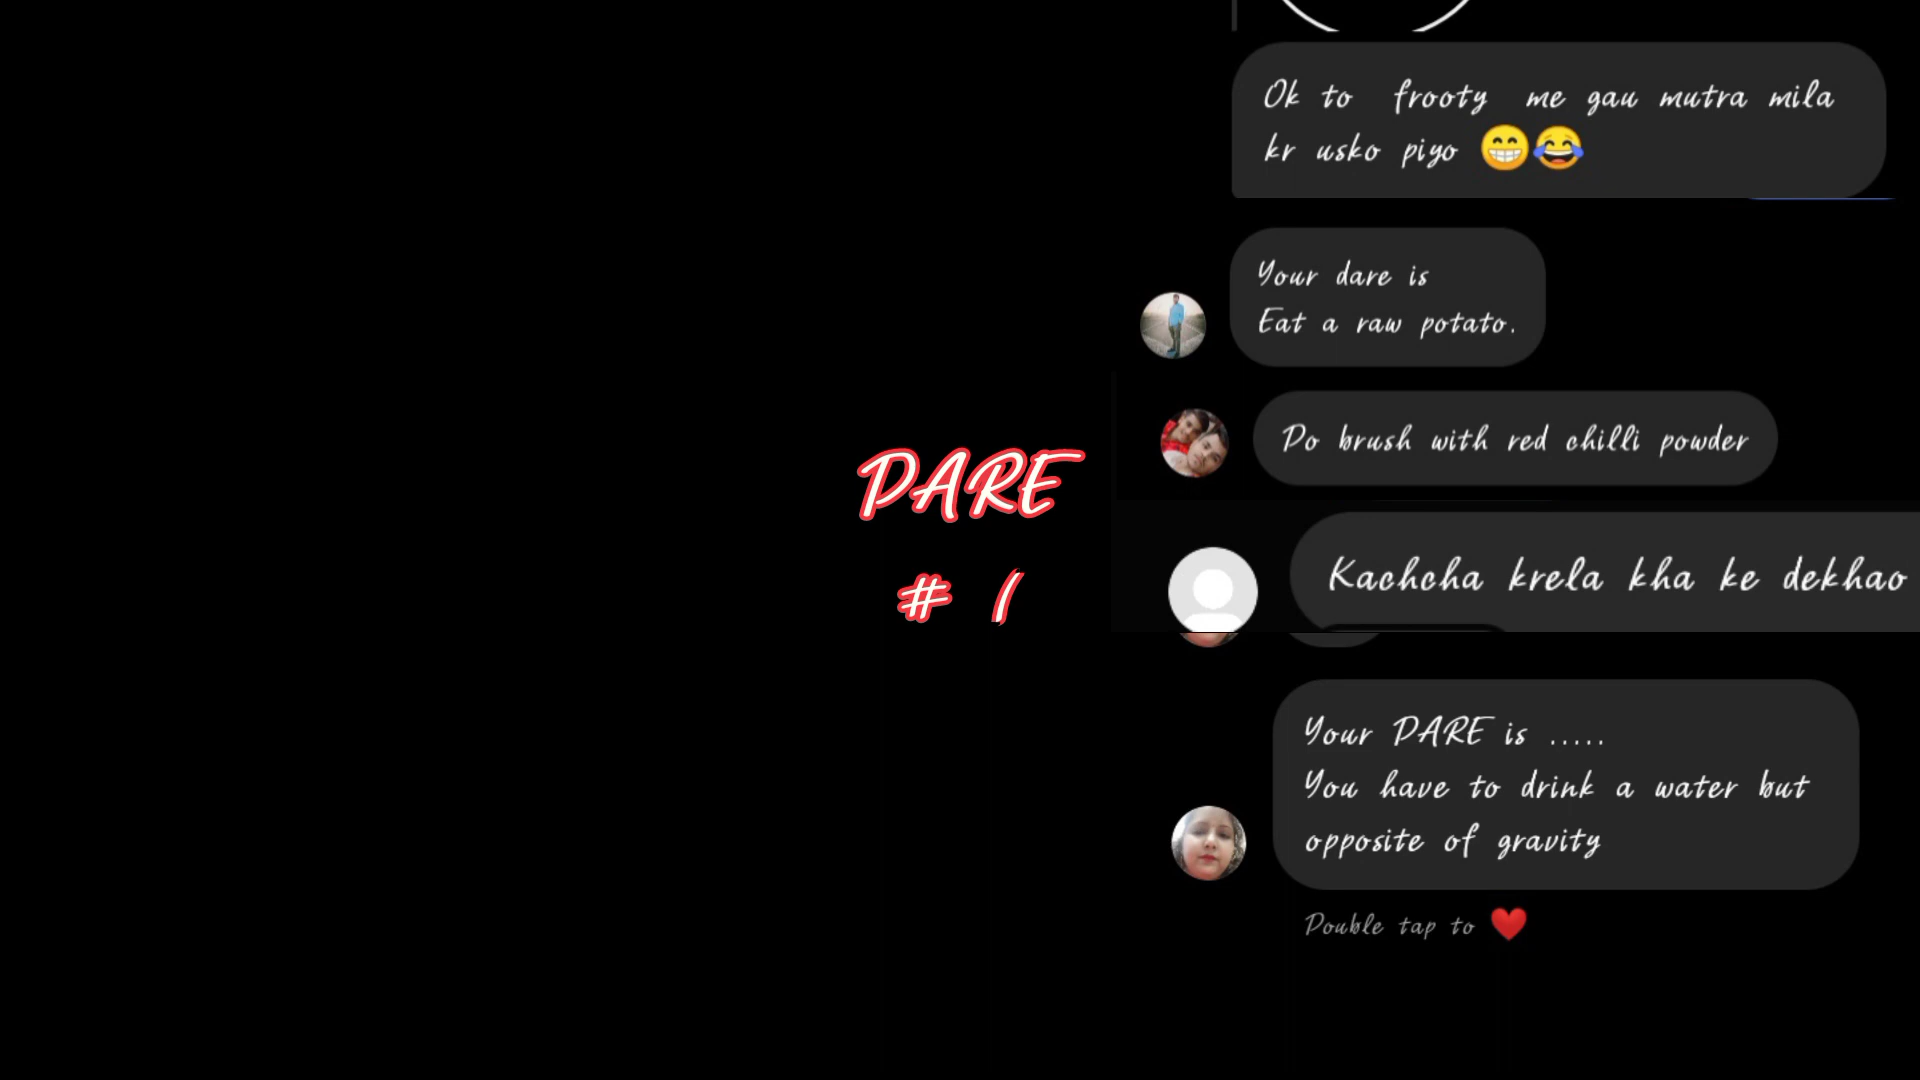 Ok to frooty me gau mutra mila
kr usko piyo 😁😂
Your dare is
Eat a raw potato.
Do brush with red chilli powder
DARE
# 1
Kachcha krela kha ke dekhao
Your DARE is .....
You have to drink a water but
opposite of gravity
Double tap to ❤️